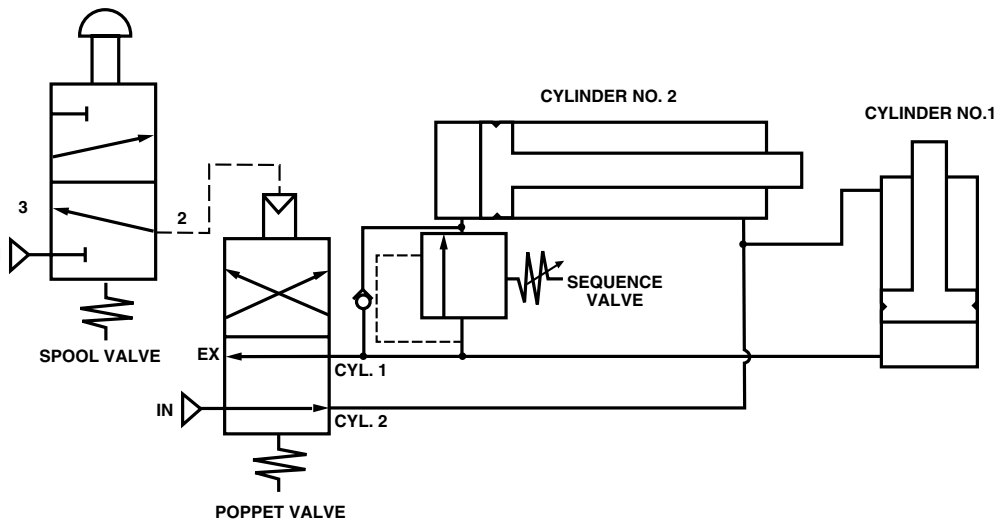 CYLINDER NO. 2
CYLINDER NO.1
3
2
SEQUENCE
VALVE
SPOOL VALVE
EX
CYL. 1
IN
CYL. 2
POPPET VALVE